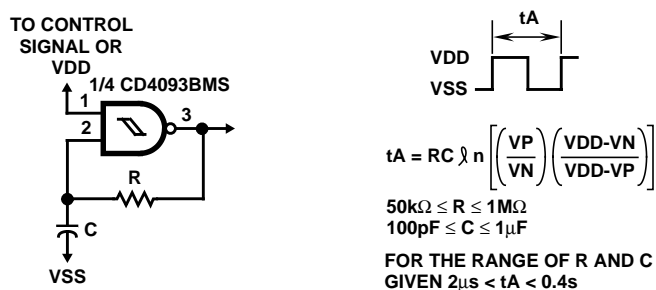 TO CONTROL
SIGNAL OR
VDD
1/4 CD4093BMS
1
2
3
R
C
VSS
tA
VDD
VSS
tA = RC ℓn [(VP/VN) (VDD-VN/VDD-VP)]
50kΩ ≤ R ≤ 1MΩ
100pF ≤ C ≤ 1μF
FOR THE RANGE OF R AND C
GIVEN 2μs < tA < 0.4s